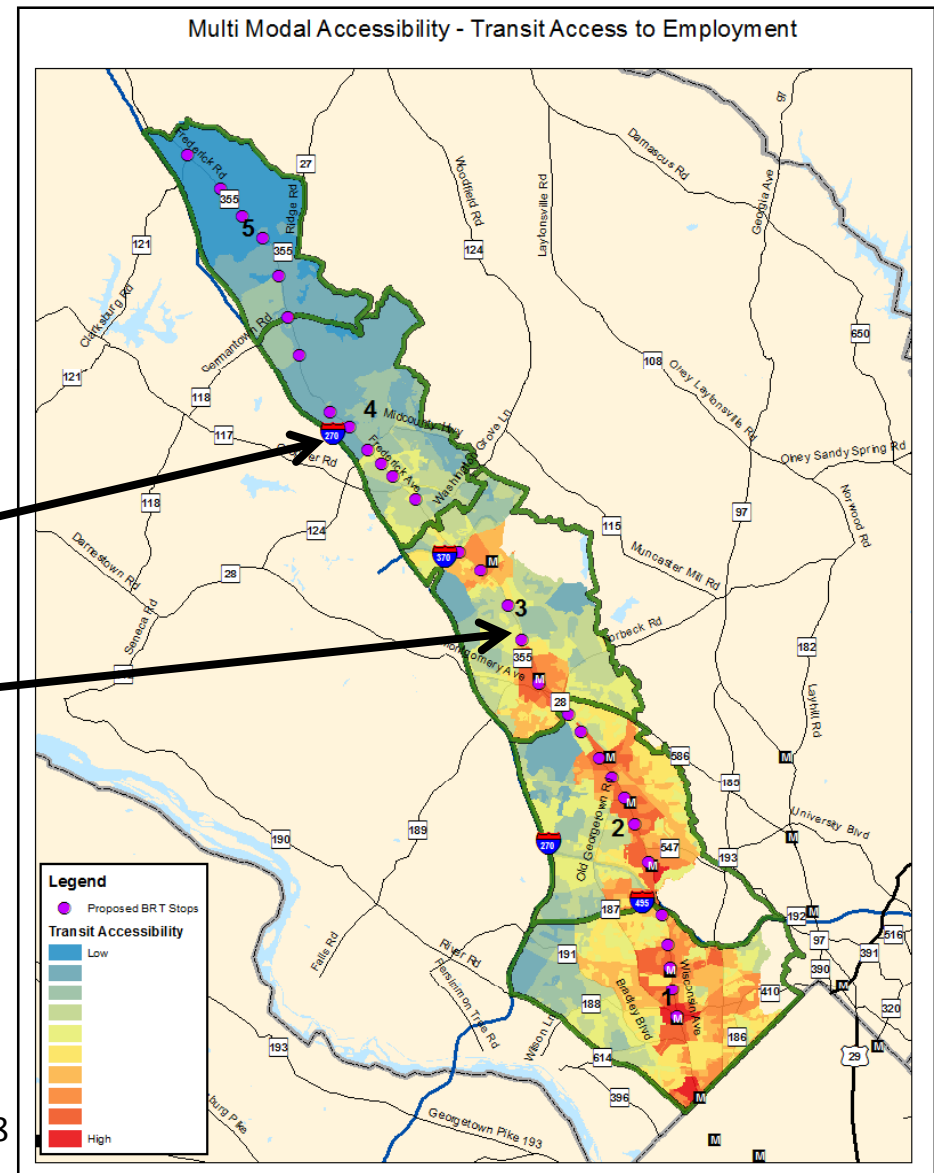 Multi Modal Accessibility - Transit Access to Employment
Frederick Rd
27
Ridge Rd
355
5
355
121
Clarksburg Rd
121
Germantown Rd
118
117
Woodfield Rd
124
Laytonsville Rd
Damascus Rd
Georgia Ave
97
650
108
Olney Laytonsville Rd
Olney Sandy Spring Rd
4
Midcounty Hwy
270
Frederick Ave
Washington Grove Ln
118
124
Darnestown Rd
28
Seneca Rd
370
M
115
Muncaster Mill Rd
97
Norwood Rd
3
Norbeck Rd
355
Montgomery Ave
M
28
182
Layhill Rd
586
M
M
185
M
University Blvd
M
190
189
2
Old Georgetown Rd
547
M
193
270
495
187
192
M
97
516
391
390
M
Falls Rd
River Rd
Persimmon Tree Rd
191
M
Wisconsin Ave
410
1
188
Bradley Blvd
M
186
320
M
29
193
Wilson Ln
614
396
M
Georgetown Pike 193
M
M
Legend
Proposed BRT Stops
Transit Accessibility
Low
High